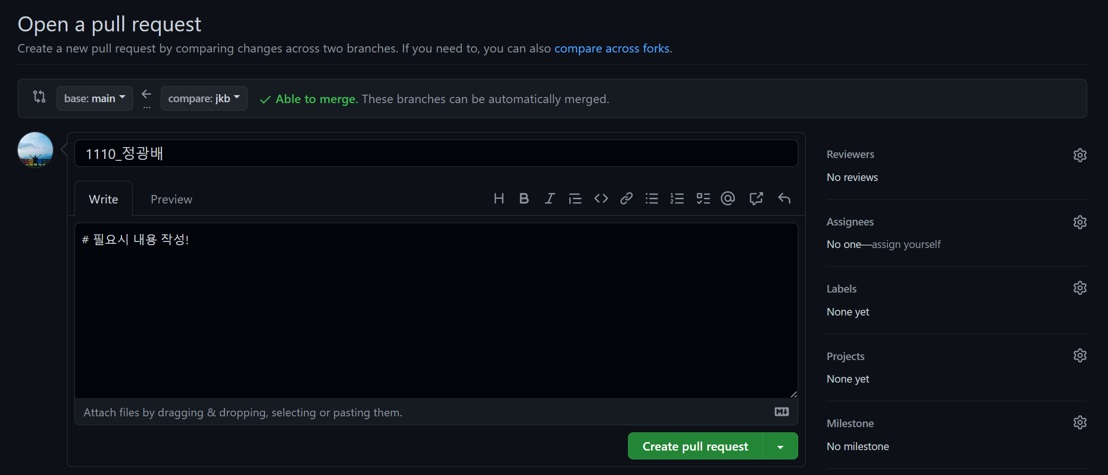 Open a pull request
Create a new pull request by comparing changes across two branches. If you need to, you can also compare across forks.
base: main
...
compare: jkb
Able to merge. These branches can be automatically merged.
1110_정광배
Write
Preview
# 필요시 내용 작성!
Attach files by dragging & dropping, selecting or pasting them.
Create pull request
Reviewers
No reviews
Assignees
No one—assign yourself
Labels
None yet
Projects
None yet
Milestone
No milestone